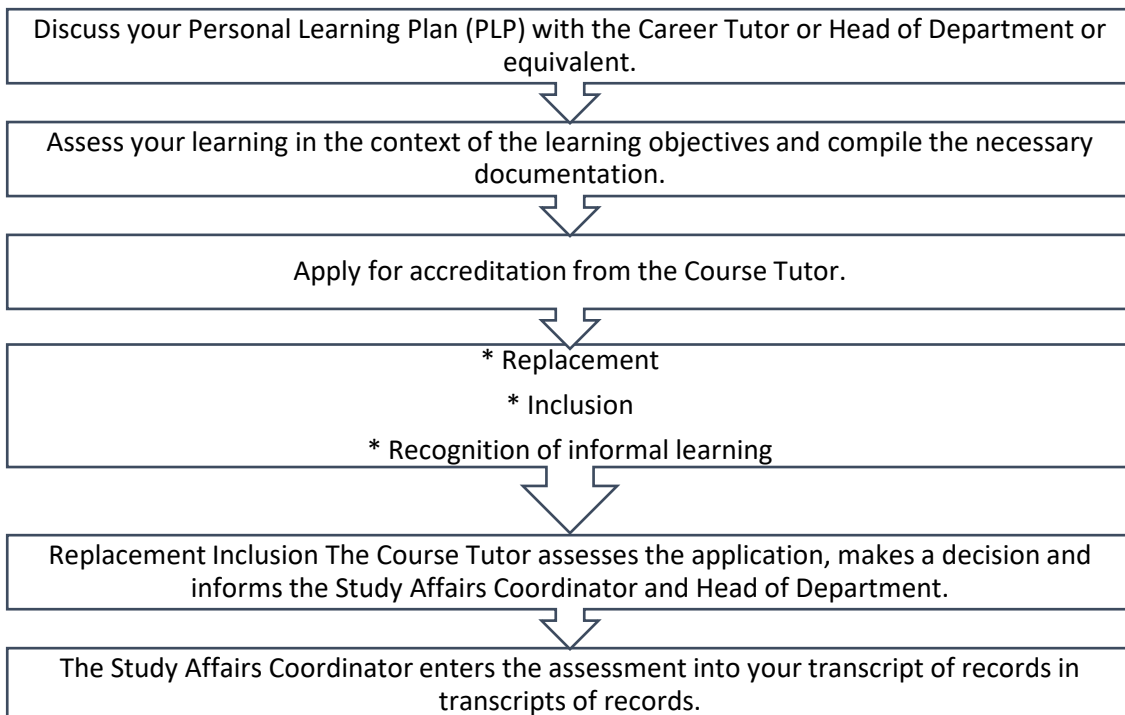 Discuss your Personal Learning Plan (PLP) with the Career Tutor or Head of Department or
equivalent.
Assess your learning in the context of the learning objectives and compile the necessary
documentation.
Apply for accreditation from the Course Tutor.
* Replacement
* Inclusion
* Recognition of informal learning
Replacement Inclusion The Course Tutor assesses the application, makes a decision and
informs the Study Affairs Coordinator and Head of Department.
The Study Affairs Coordinator enters the assessment into your transcript of records in
transcripts of records.